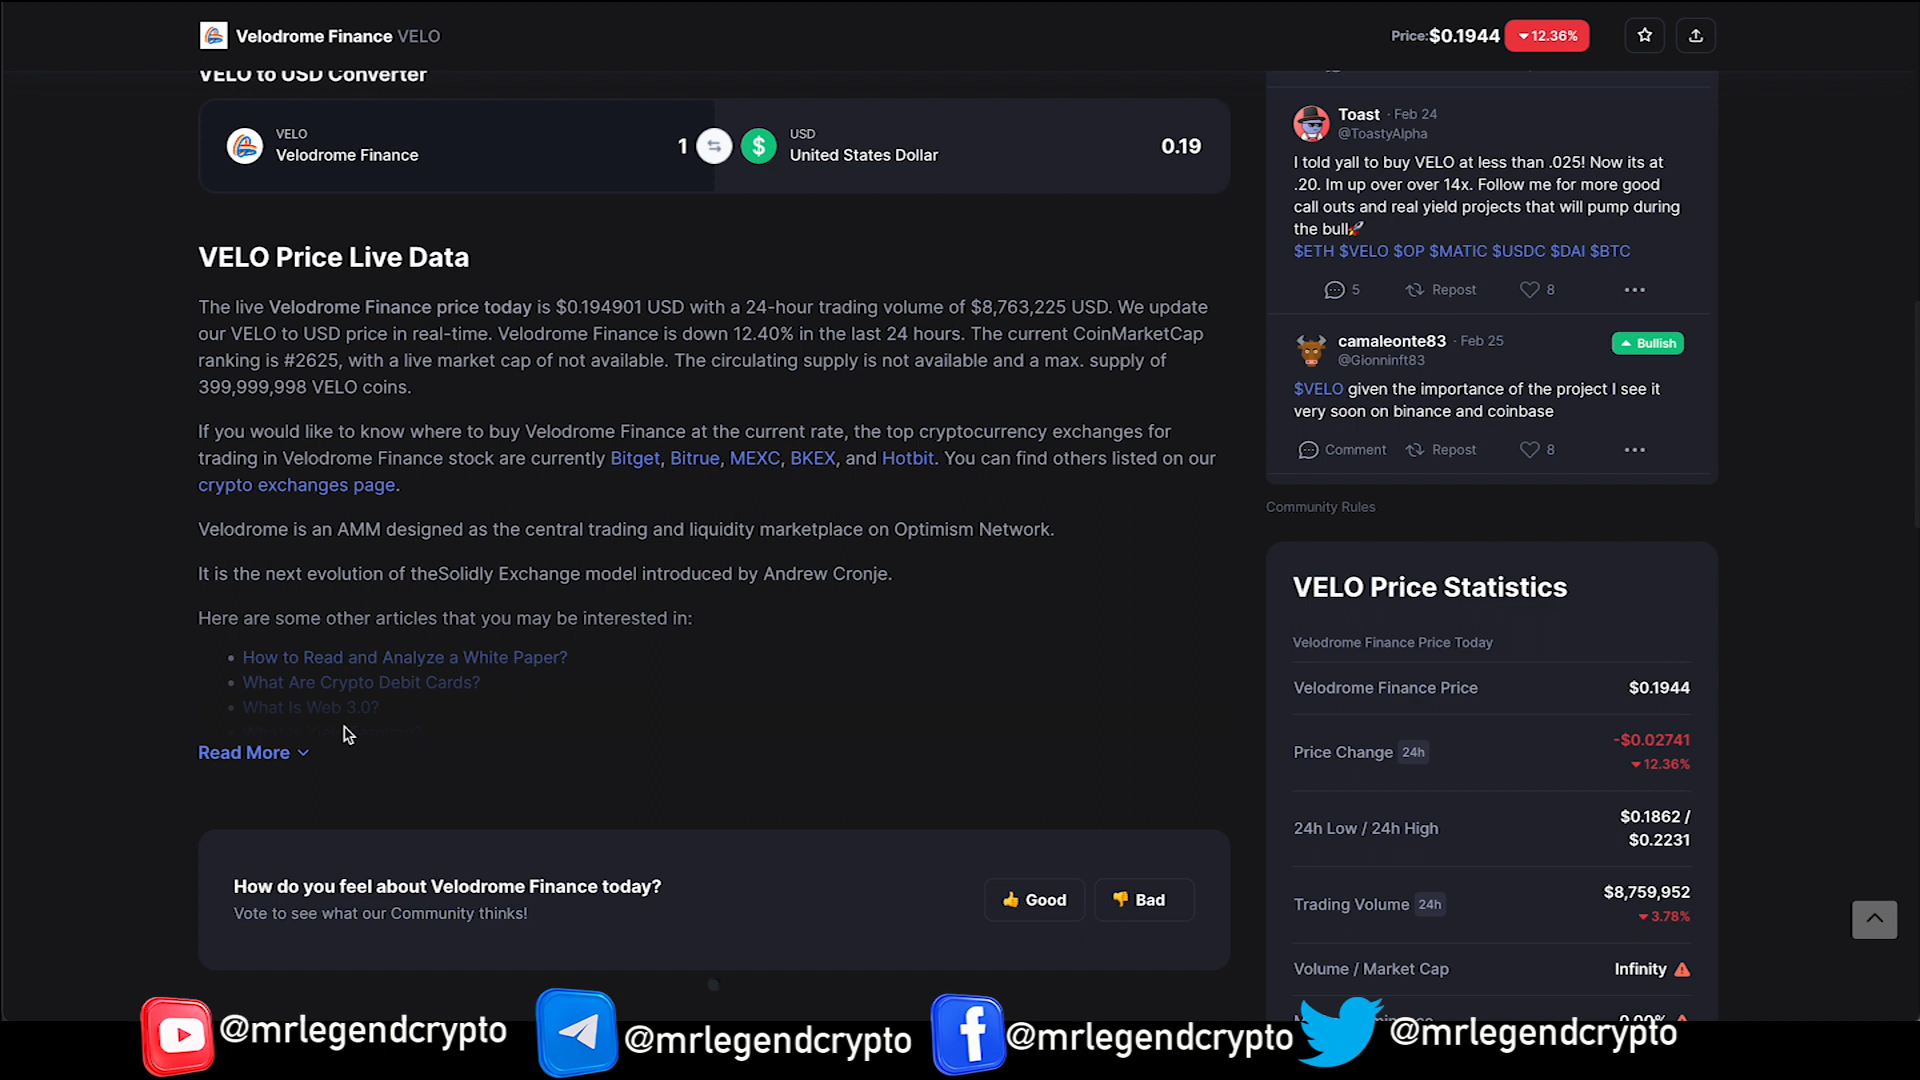 Velodrome Finance VELO
Price:$0.1944 12.36%
VELO to USD Converter
VELO
Velodrome Finance
1
USD
United States Dollar
0.19
VELO Price Live Data
The live Velodrome Finance price today is $0.194901 USD with a 24-hour trading volume of $8,763,225 USD. We update
our VELO to USD price in real-time. Velodrome Finance is down 12.40% in the last 24 hours. The current CoinMarketCap
ranking is #2625, with a live market cap of not available. The circulating supply is not available and a max. supply of
399,999,998 VELO coins.
If you would like to know where to buy Velodrome Finance at the current rate, the top cryptocurrency exchanges for
trading in Velodrome Finance stock are currently Bitget, Bitrue, MEXC, BKEX, and Hotbit. You can find others listed on our
crypto exchanges page.
Velodrome is an AMM designed as the central trading and liquidity marketplace on Optimism Network.
It is the next evolution of theSolidly Exchange model introduced by Andrew Cronje.
Here are some other articles that you may be interested in:
• How to Read and Analyze a White Paper?
• What Are Crypto Debit Cards?
• What Is Web 3.0?
Read More
How do you feel about Velodrome Finance today?
Vote to see what our Community thinks!
Good
Bad
Toast · Feb 24
@ToastyAlpha
I told yall to buy VELO at less than .025! Now its at
.20. Im up over over 14x. Follow me for more good
call outs and real yield projects that will pump during
the bull🚀
$ETH $VELO $OP $MATIC $USDC $DAI $BTC
5 Repost 8
camaleonte83 · Feb 25
@Gionninft83
Bullish
$VELO given the importance of the project I see it
very soon on binance and coinbase
Comment Repost 8
Community Rules
VELO Price Statistics
Velodrome Finance Price Today
Velodrome Finance Price $0.1944
Price Change 24h -$0.02741
12.36%
24h Low / 24h High $0.1862 /
$0.2231
Trading Volume 24h $8,759,952
3.78%
Volume / Market Cap Infinity
@mrlegendcrypto
@mrlegendcrypto
@mrlegendcrypto
@mrlegendcrypto